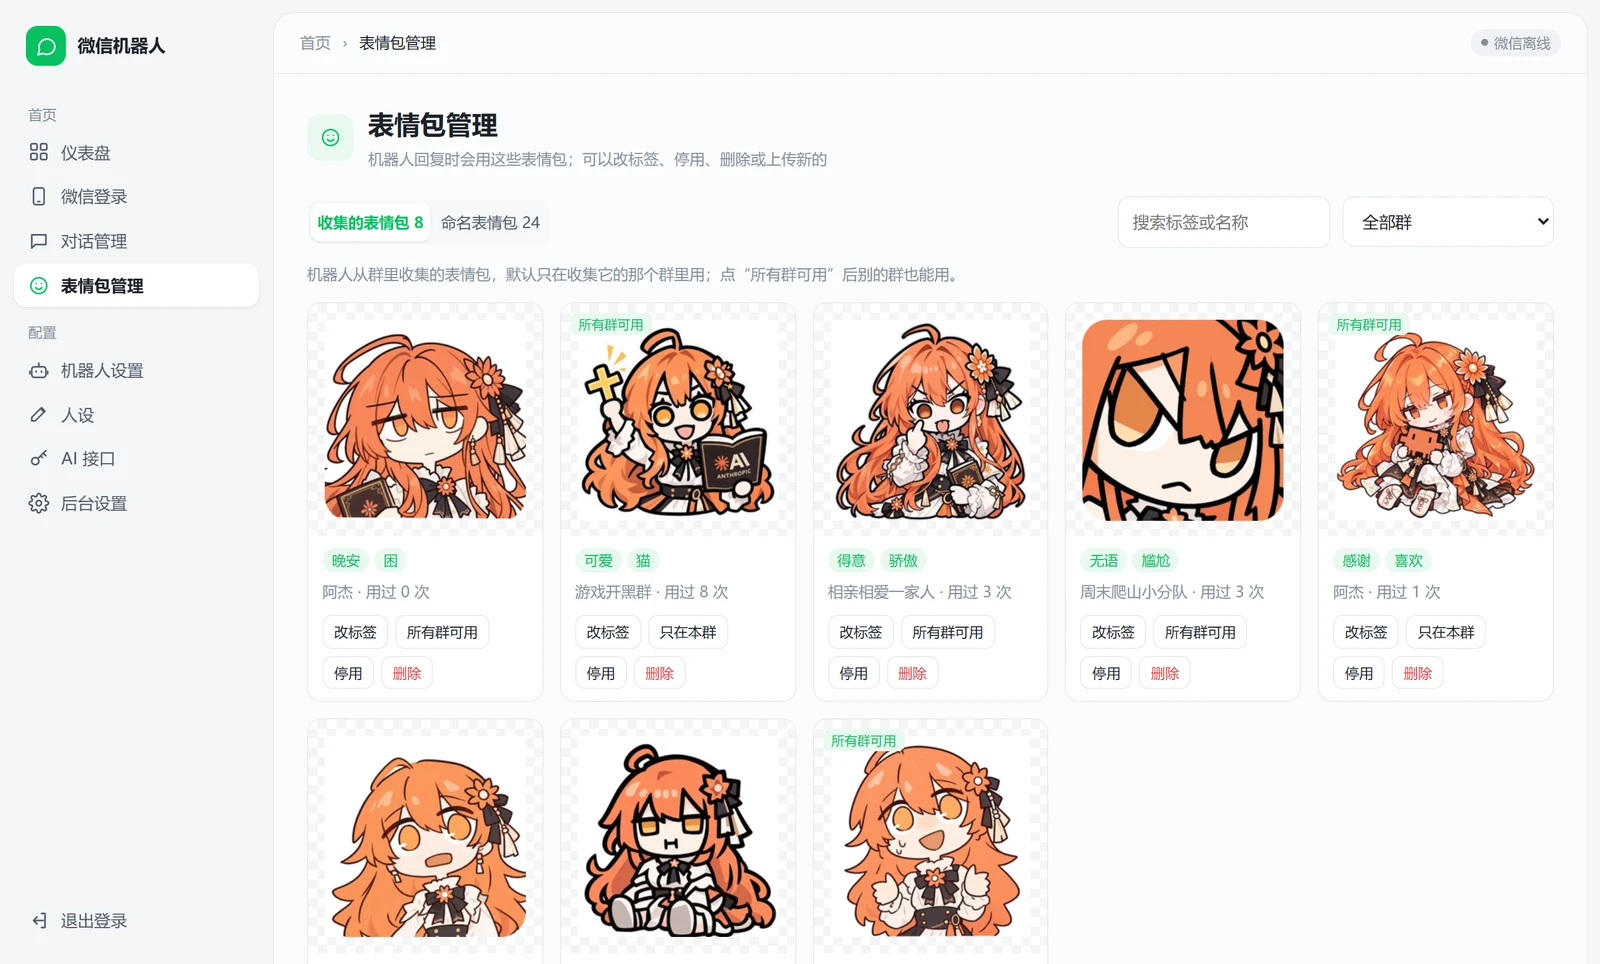 微信机器人
首页
仪表盘
微信登录
对话管理
表情包管理
配置
机器人设置
人设
AI 接口
后台设置
退出登录
首页 › 表情包管理
微信离线
表情包管理
机器人回复时会用这些表情包；可以改标签、停用、删除或上传新的
收集的表情包 8
命名表情包 24
搜索标签或名称
全部群
机器人从群里收集的表情包，默认只在收集它的那个群里用；点“所有群可用”后别的群也能用。
晚安 困
阿杰 · 用过 0 次
改标签 所有群可用
停用 删除
所有群可用
AI
ANTHROPIC
可爱 猫
游戏开黑群 · 用过 8 次
改标签 只在本群
停用 删除
得意 骄傲
相亲相爱一家人 · 用过 3 次
改标签 所有群可用
停用 删除
无语 尴尬
周末爬山小分队 · 用过 3 次
改标签 所有群可用
停用 删除
所有群可用
感谢 喜欢
阿杰 · 用过 1 次
改标签 只在本群
停用 删除
所有群可用